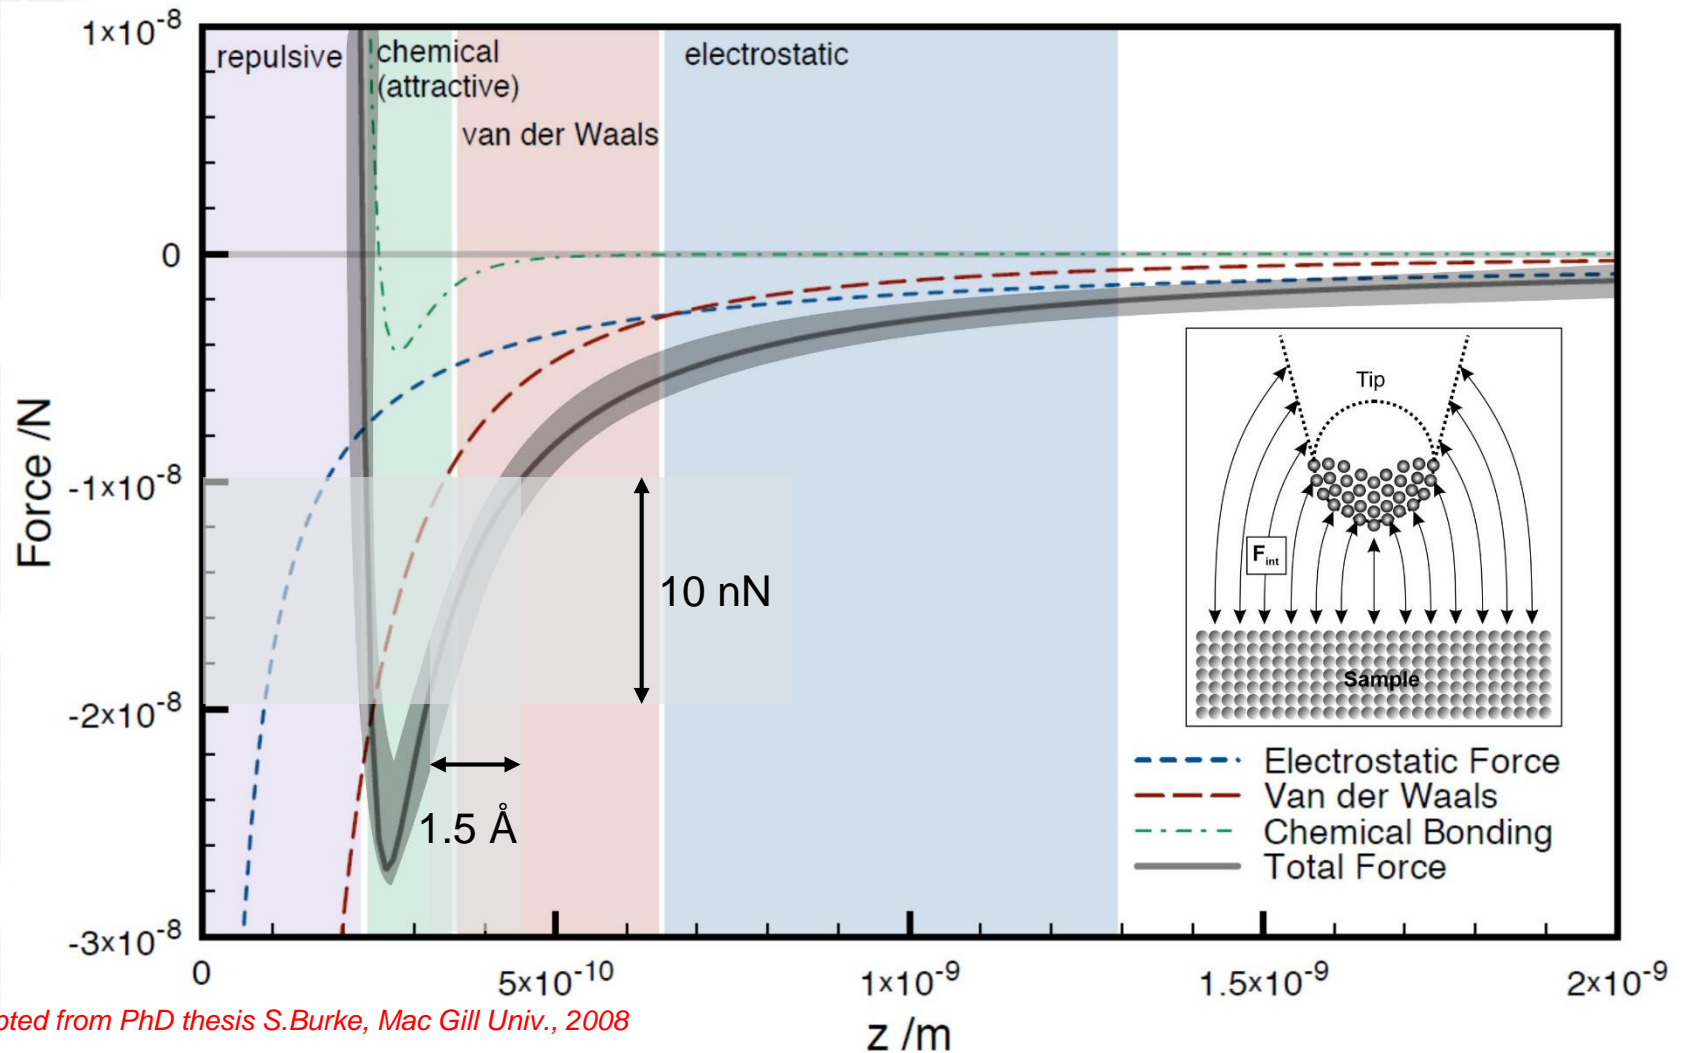 1x10⁻⁸
repulsive
chemical
(attractive)
electrostatic
van der Waals
0
Force /N
-1x10⁻⁸
10 nN
-2x10⁻⁸
1.5 Å
-3x10⁻⁸
Tip
F_int
Sample
Electrostatic Force
Van der Waals
Chemical Bonding
Total Force
0
5x10⁻¹⁰
1x10⁻⁹
1.5x10⁻⁹
2x10⁻⁹
pted from PhD thesis S.Burke, Mac Gill Univ., 2008
z /m